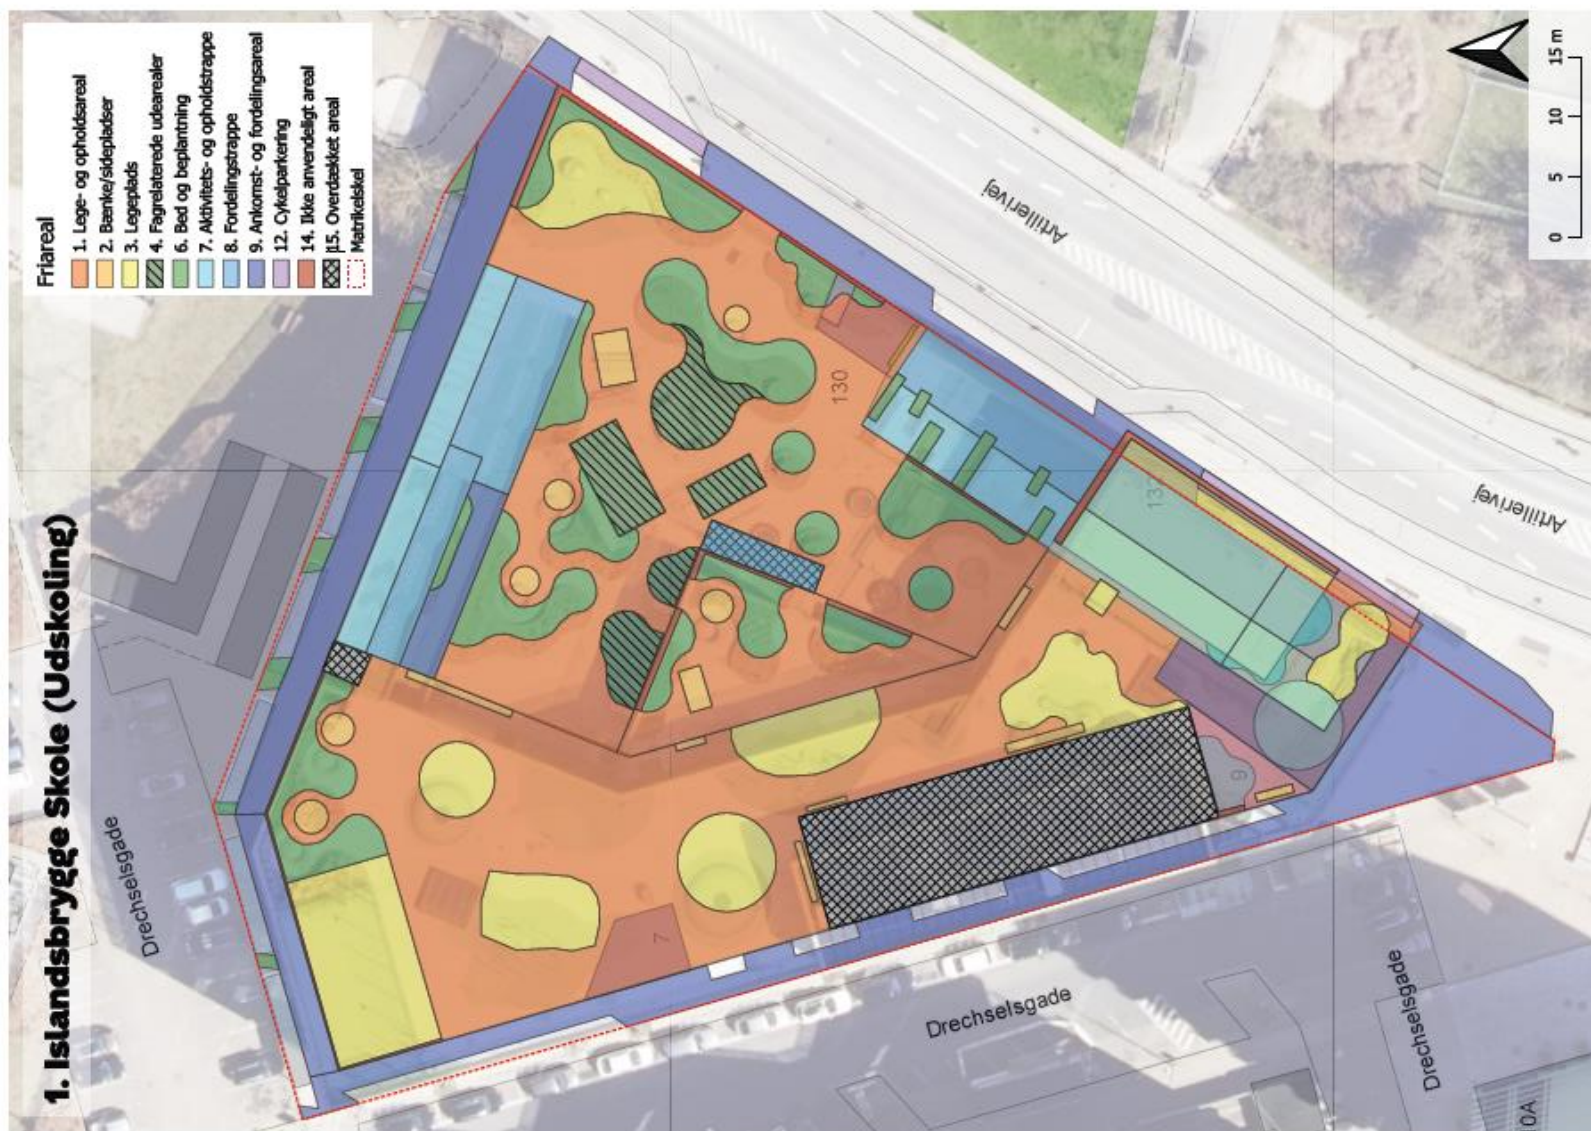 1. Islandsbrygge Skole (Udskoling)
Friareal
1. Lege- og opholdsareal
2. Bænke/sidepladser
3. Legeplads
4. Fagrelaterede udearealer
6. Bed og beplantning
7. Aktivitets- og opholdstrappe
8. Fordelingstrappe
9. Ankomst- og fordelingsareal
12. Cykelparkering
14. Ikke anvendeligt areal
15. Overdækket areal
Matrikelskel
Drechselsgade
Artillerivej
130
7
9
Artillerivej
Drechselsgade
Drechselsgade
0A
0 5 10 15 m